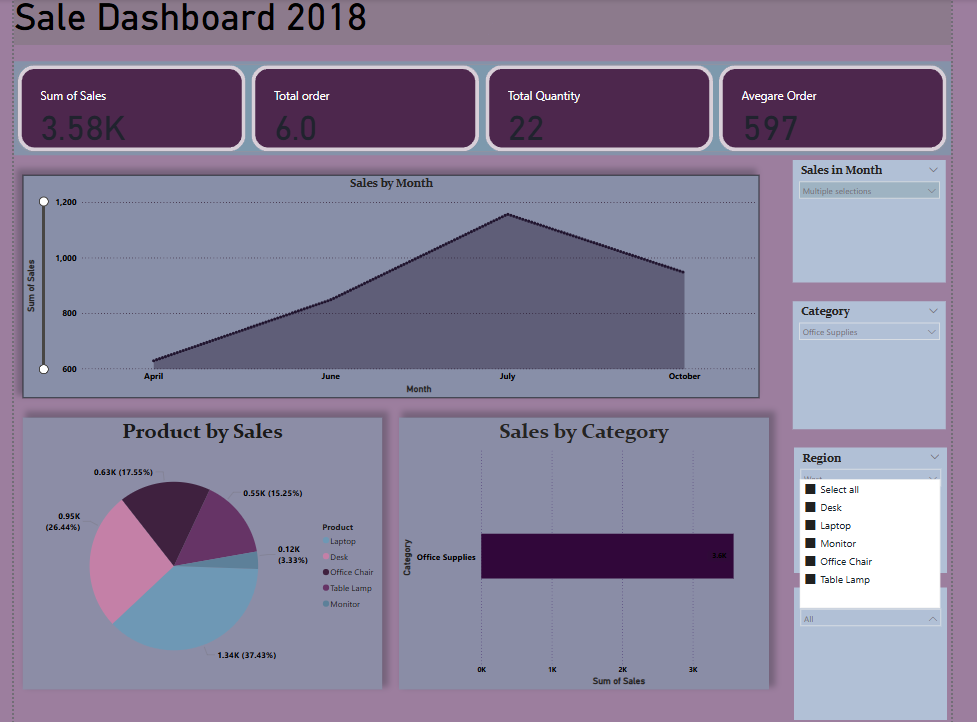 Sale Dashboard 2018
Sum of Sales
3.58K
Total order
6.0
Total Quantity
22
Avegare Order
597
Sales by Month
Sum of Sales
1,200
1,000
800
600
April
June
July
October
Month
Sales in Month
Multiple selections
Category
Office Supplies
Region
Select all
Desk
Laptop
Monitor
Office Chair
Table Lamp
All
Product by Sales
0.63K (17.55%)
0.55K (15.25%)
0.95K
(26.44%)
0.12K
(3.33%)
1.34K (37.43%)
Product
Laptop
Desk
Office Chair
Table Lamp
Monitor
Sales by Category
Category
Office Supplies
0K
1K
2K
3K
Sum of Sales